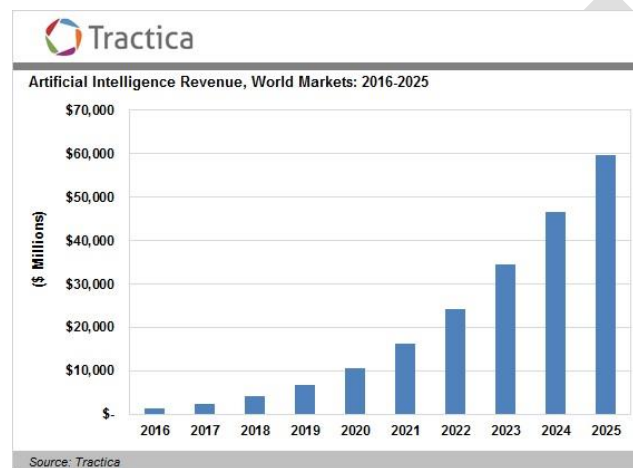 Tractica
Artificial Intelligence Revenue, World Markets: 2016-2025
$70,000
$60,000
$50,000
$40,000
$30,000
$20,000
$10,000
$-
($ Millions)
2016 2017 2018 2019 2020 2021 2022 2023 2024 2025
Source: Tractica